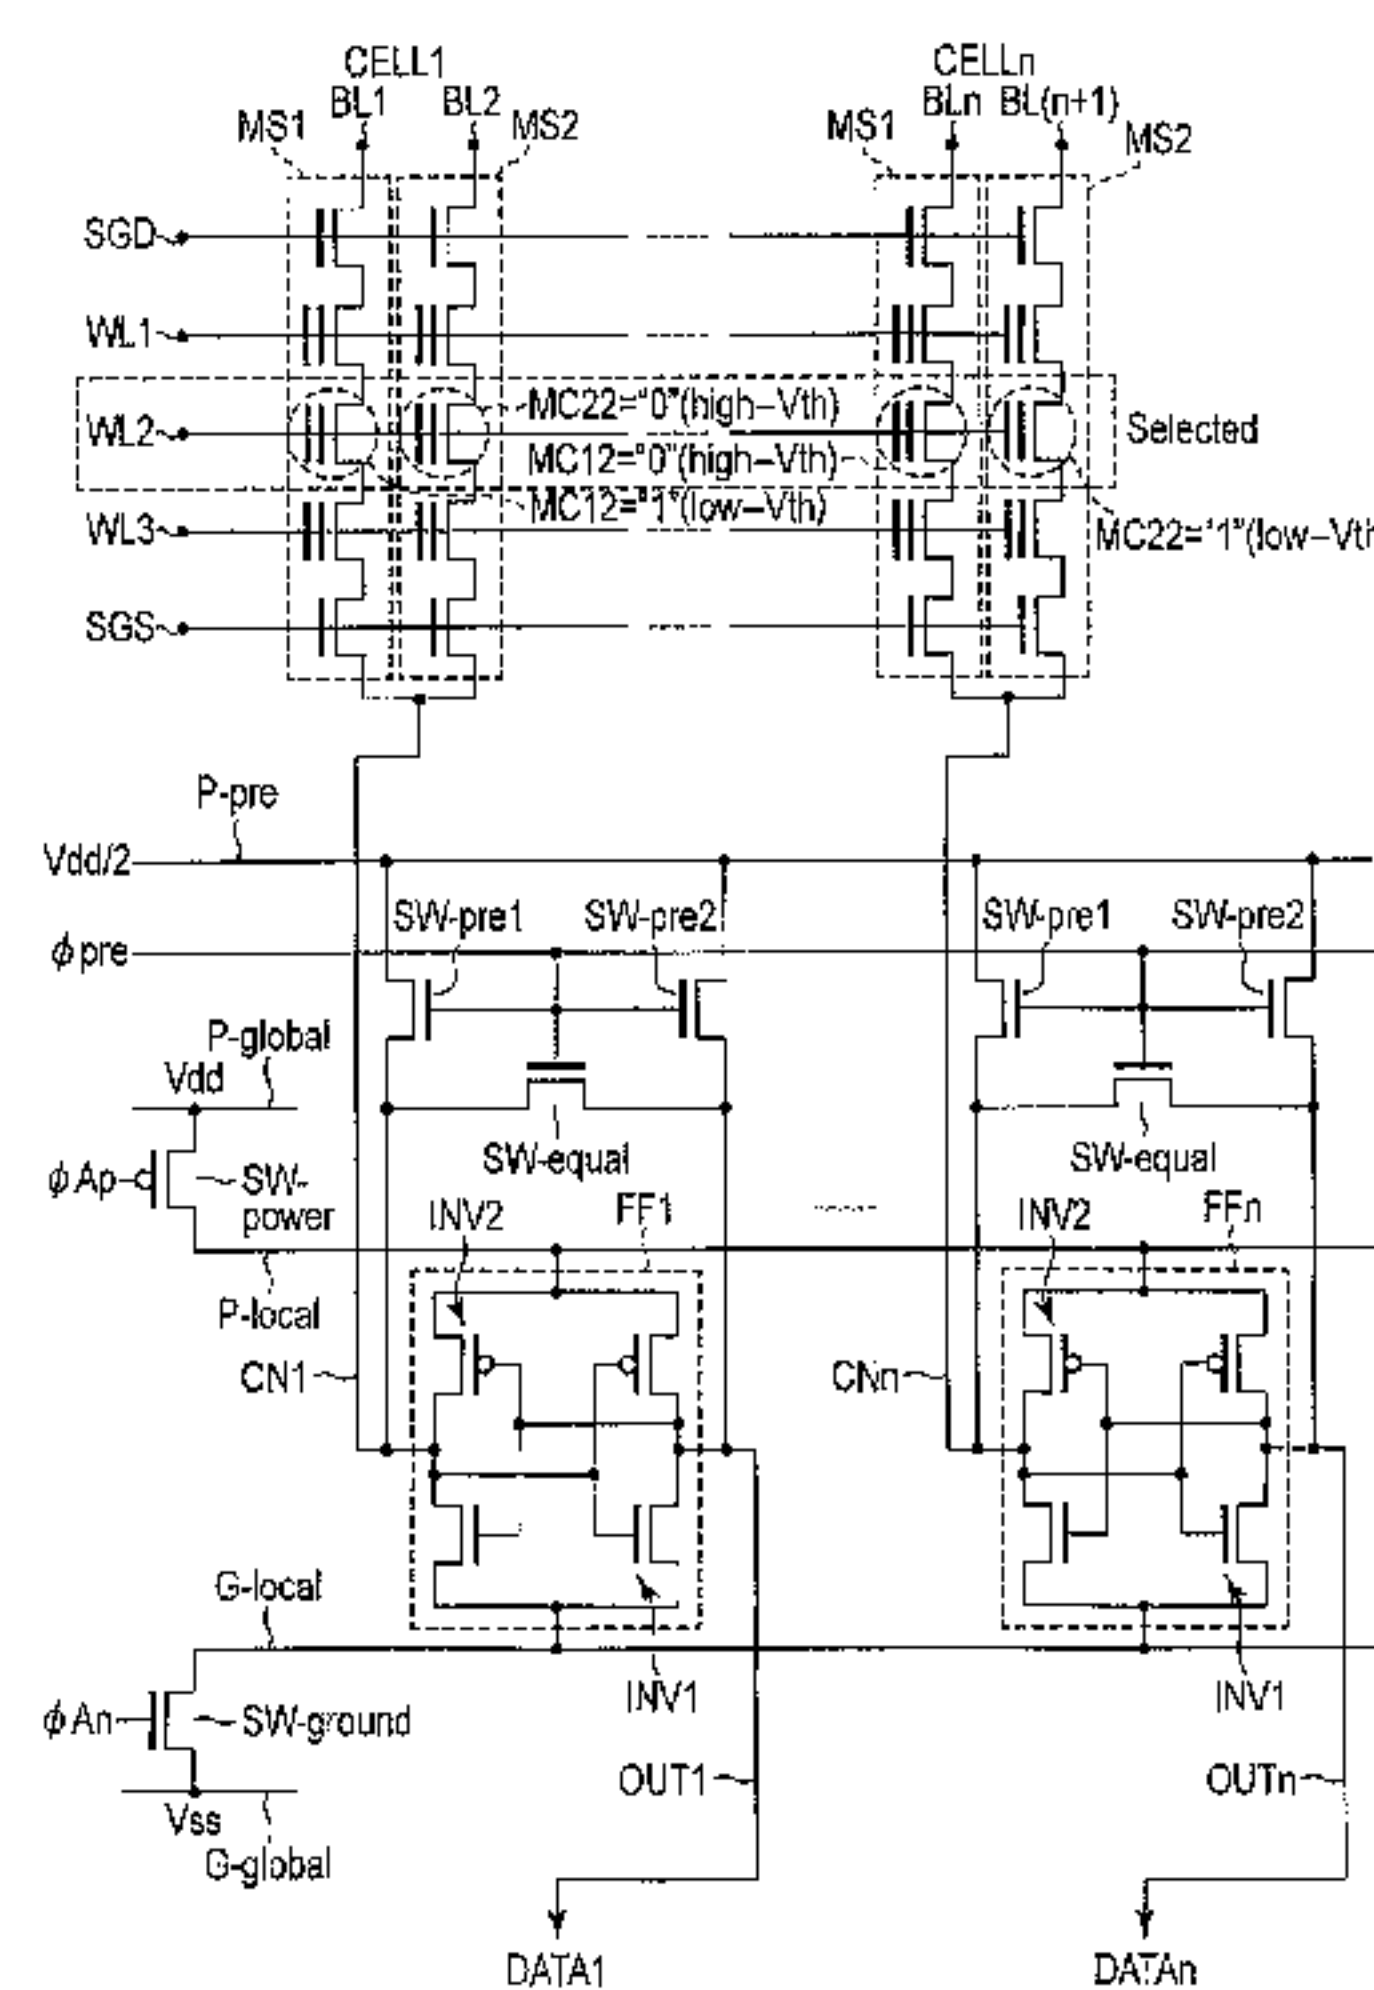 CELL1 CELLn
BL1 BL2 BLn BL(n+1)
MS1 MS2 MS1 MS2
SGD
WL1
MC22="0"(high-Vth)
WL2 Selected
MC12="0"(high-Vth)
MC12="1"(low-Vth)
WL3 MC22="1"(low-Vth
SGS
P-pre
Vdd/2
SW-pre1 SW-pre2 SW-pre1 SW-pre2
ϕpre
P-global
Vdd
SW-equal SW-equal
ϕAp SW-
power
INV2 FF1 INV2 FFn
P-local
CN1 CNn
G-local
INV1 INV1
ϕAn SW-ground
OUT1 OUTn
Vss
G-global
DATA1 DATAn